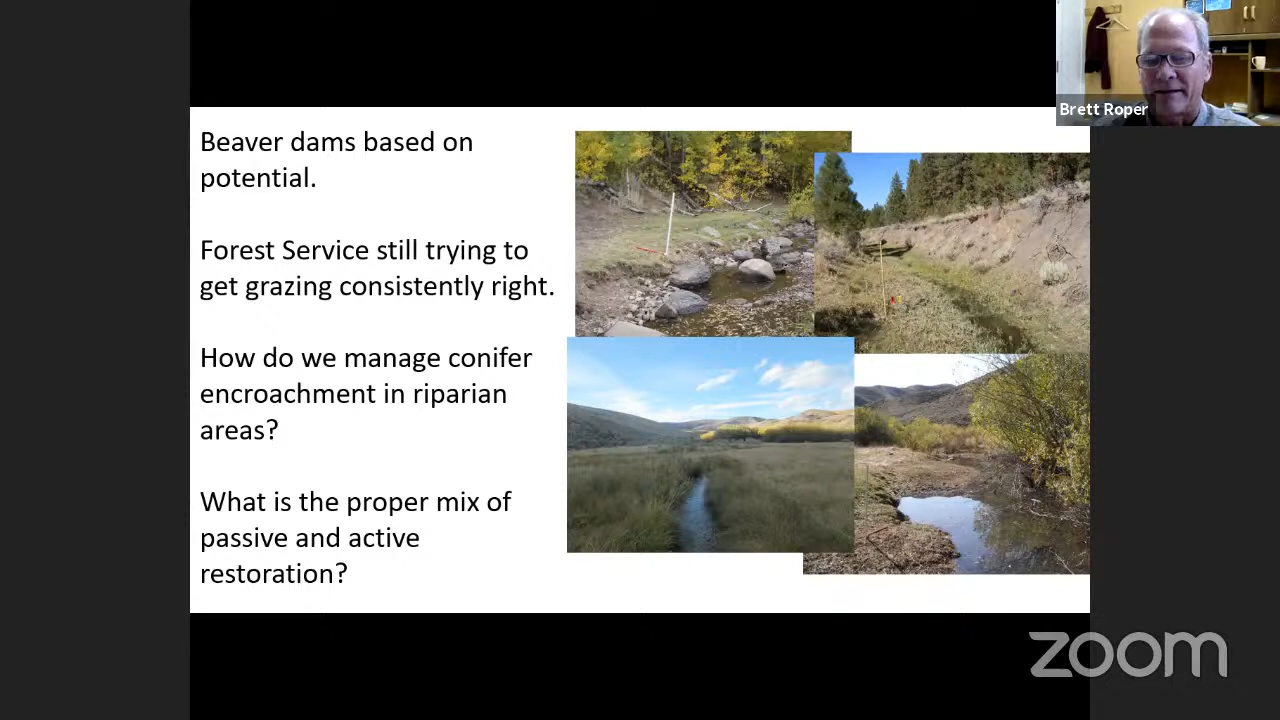 Brett Roper
Beaver dams based on
potential.
Forest Service still trying to
get grazing consistently right.
How do we manage conifer
encroachment in riparian
areas?
What is the proper mix of
passive and active
restoration?
zoom